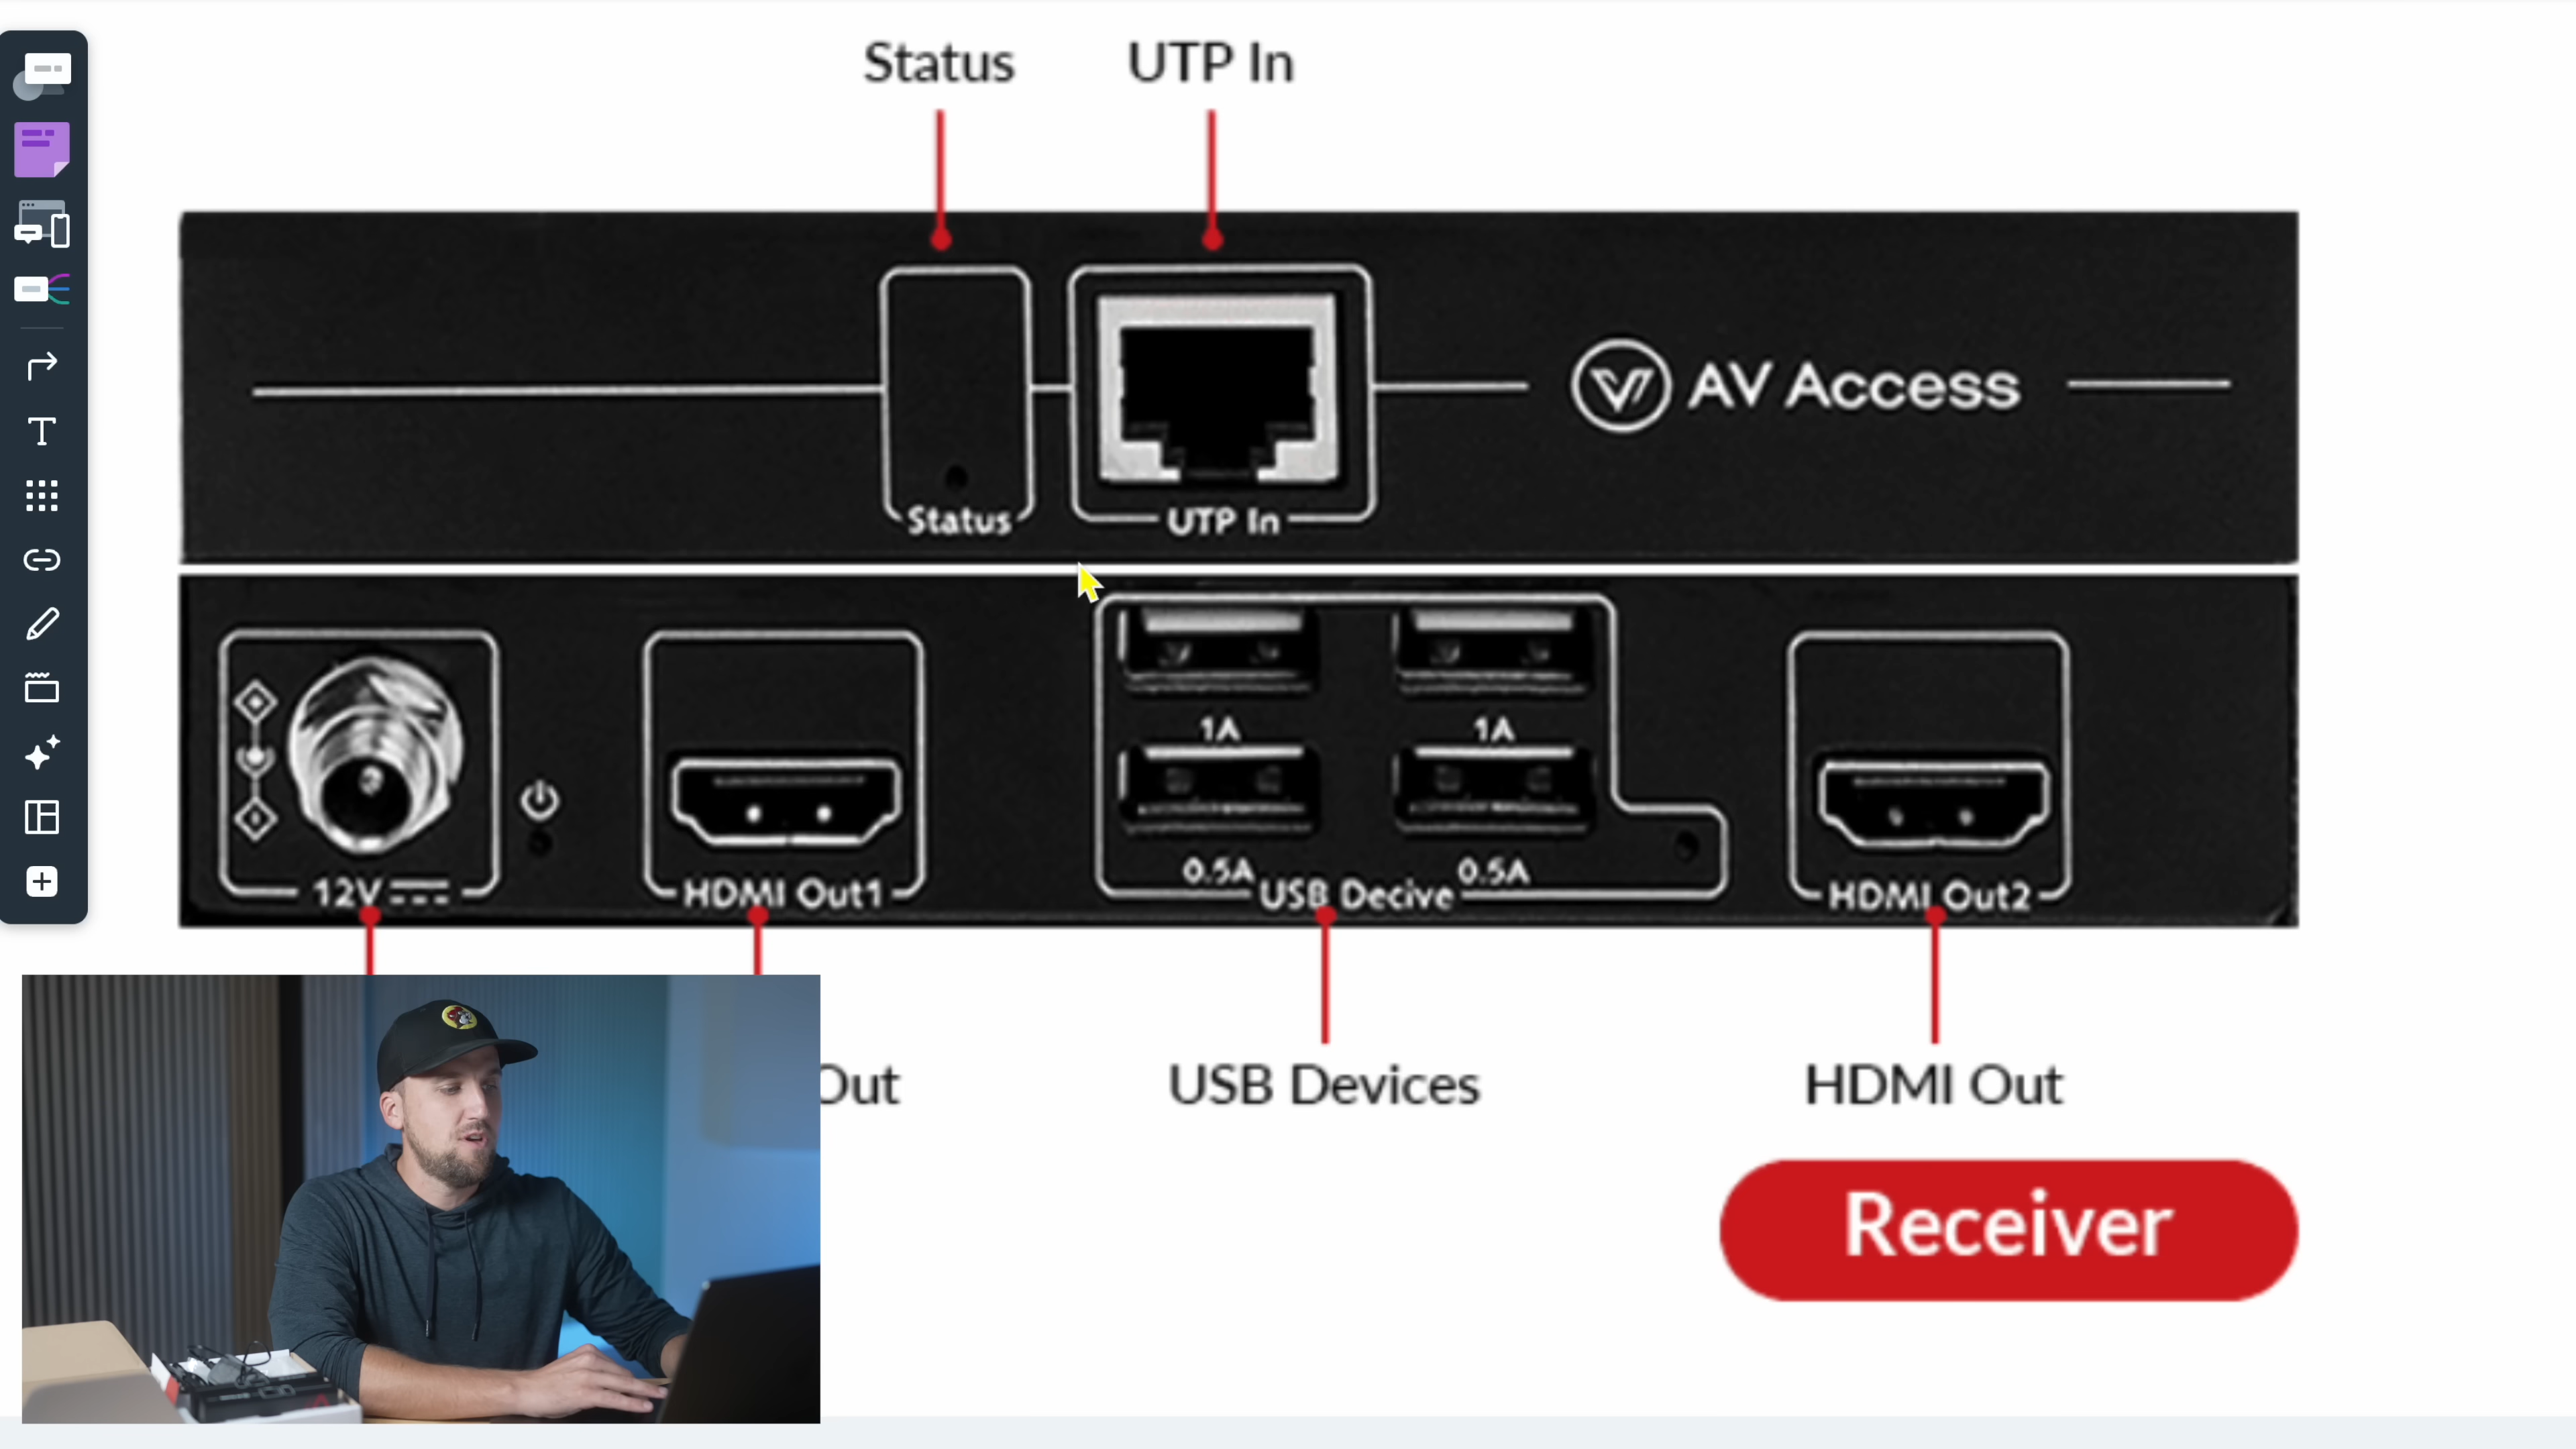 Status UTP In
AV Access
Status UTP In
1A 1A
0.5A 0.5A
12V HDMI Out1 USB Decive HDMI Out2
Out USB Devices HDMI Out
Receiver